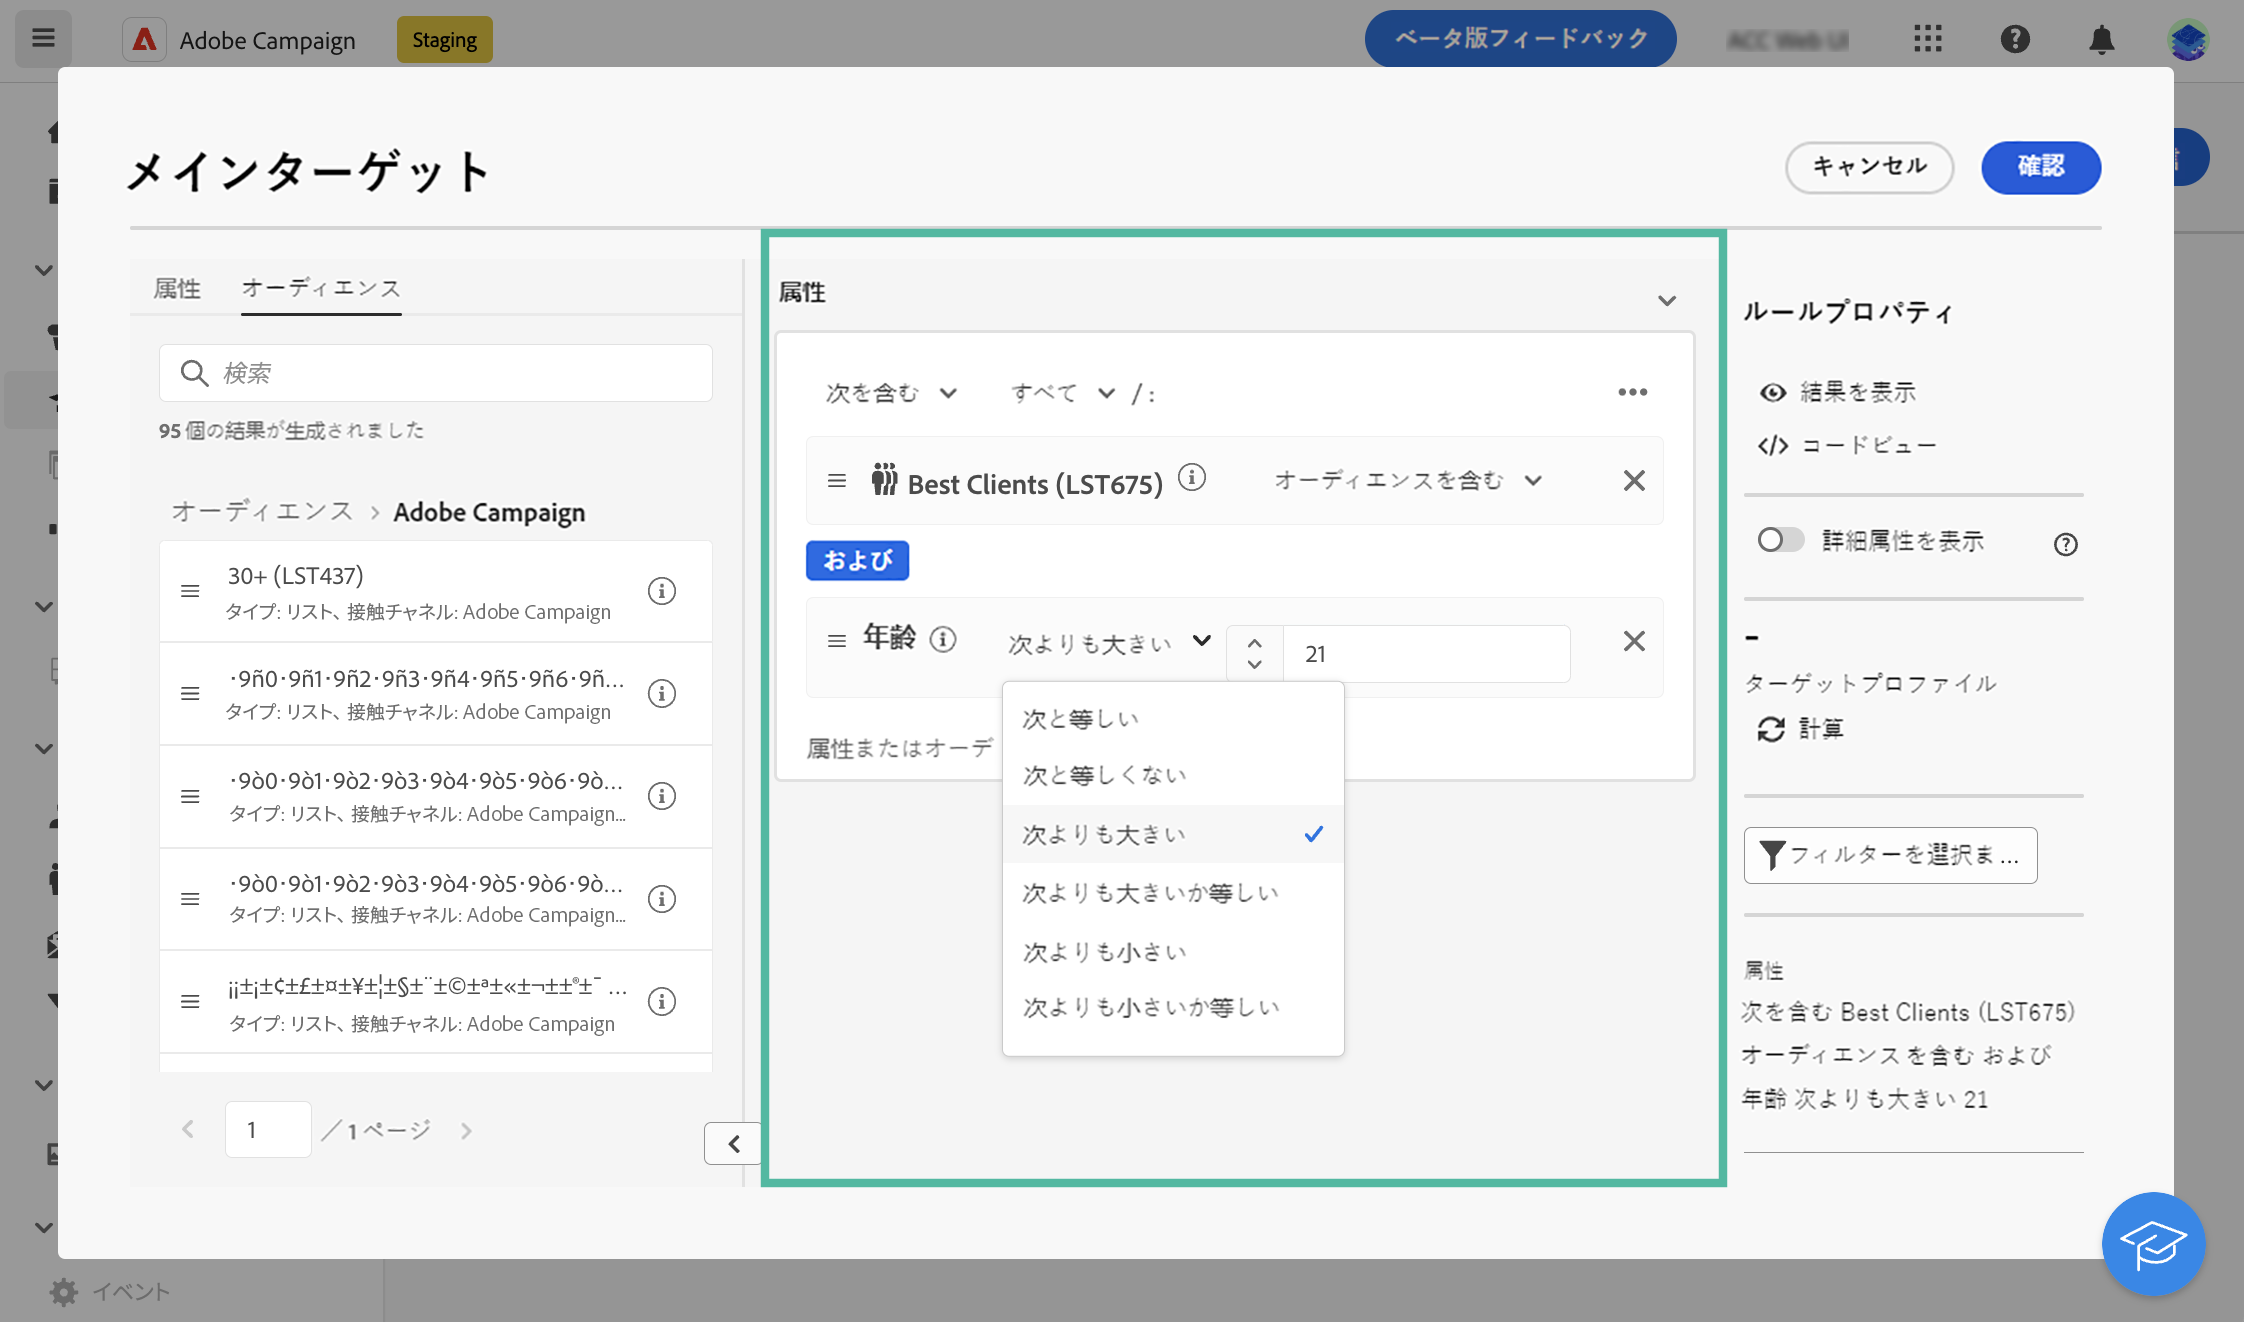 Adobe Campaign
Staging
ベータ版フィードバック
メインターゲット
キャンセル
確認
属性
オーディエンス
検索
95 個の結果が生成されました
オーディエンス > Adobe Campaign
30+ (LST437)
タイプ: リスト、接触チャネル: Adobe Campaign
·9ñ0·9ñ1·9ñ2·9ñ3·9ñ4·9ñ5·9ñ6·9ñ...
タイプ: リスト、接触チャネル: Adobe Campaign
·9ò0·9ò1·9ò2·9ò3·9ò4·9ò5·9ò6·9ò...
タイプ: リスト、接触チャネル: Adobe Campaign...
·9ò0·9ò1·9ò2·9ò3·9ò4·9ò5·9ò6·9ò...
タイプ: リスト、接触チャネル: Adobe Campaign...
¡¡±¡±¢±£±¤±¥±¦±§±¨±©±ª±«±¬±±®±¯ ...
タイプ: リスト、接触チャネル: Adobe Campaign
1 ／1 ページ
属性
次を含む すべて / :
Best Clients (LST675) オーディエンスを含む
および
年齢 次よりも大きい 21
次と等しい
次と等しくない
次よりも大きい
次よりも大きいか等しい
次よりも小さい
次よりも小さいか等しい
属性またはオーデ
ルールプロパティ
結果を表示
コードビュー
詳細属性を表示
–
ターゲットプロファイル
計算
フィルターを選択ま...
属性
次を含む Best Clients (LST675)
オーディエンス を含む および
年齢 次よりも大きい 21
イベント